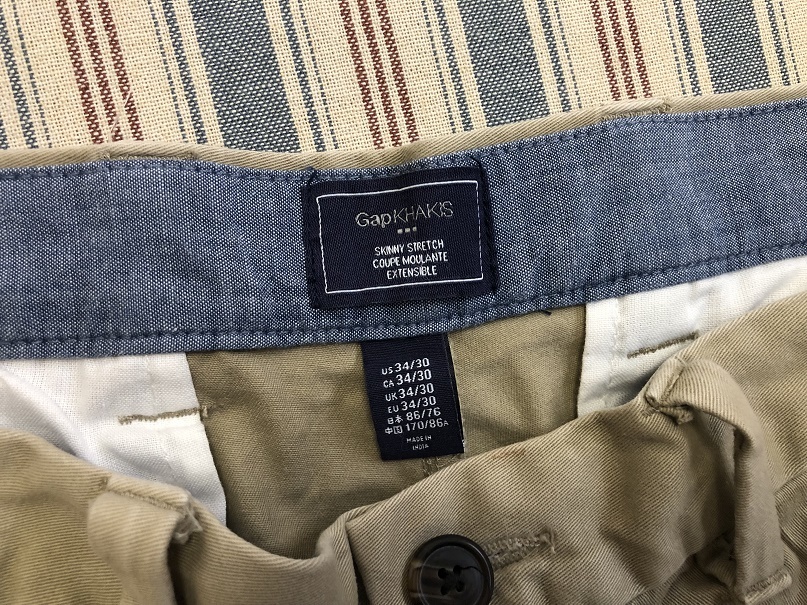 GapKHAKIS
SKINNY STRETCH
COUPE MOULANTE
EXTENSIBLE
US 34/30
CA 34/30
UK 34/30
EU 34/30
日本 86/76
中国 170/86A
MADE IN
INDIA